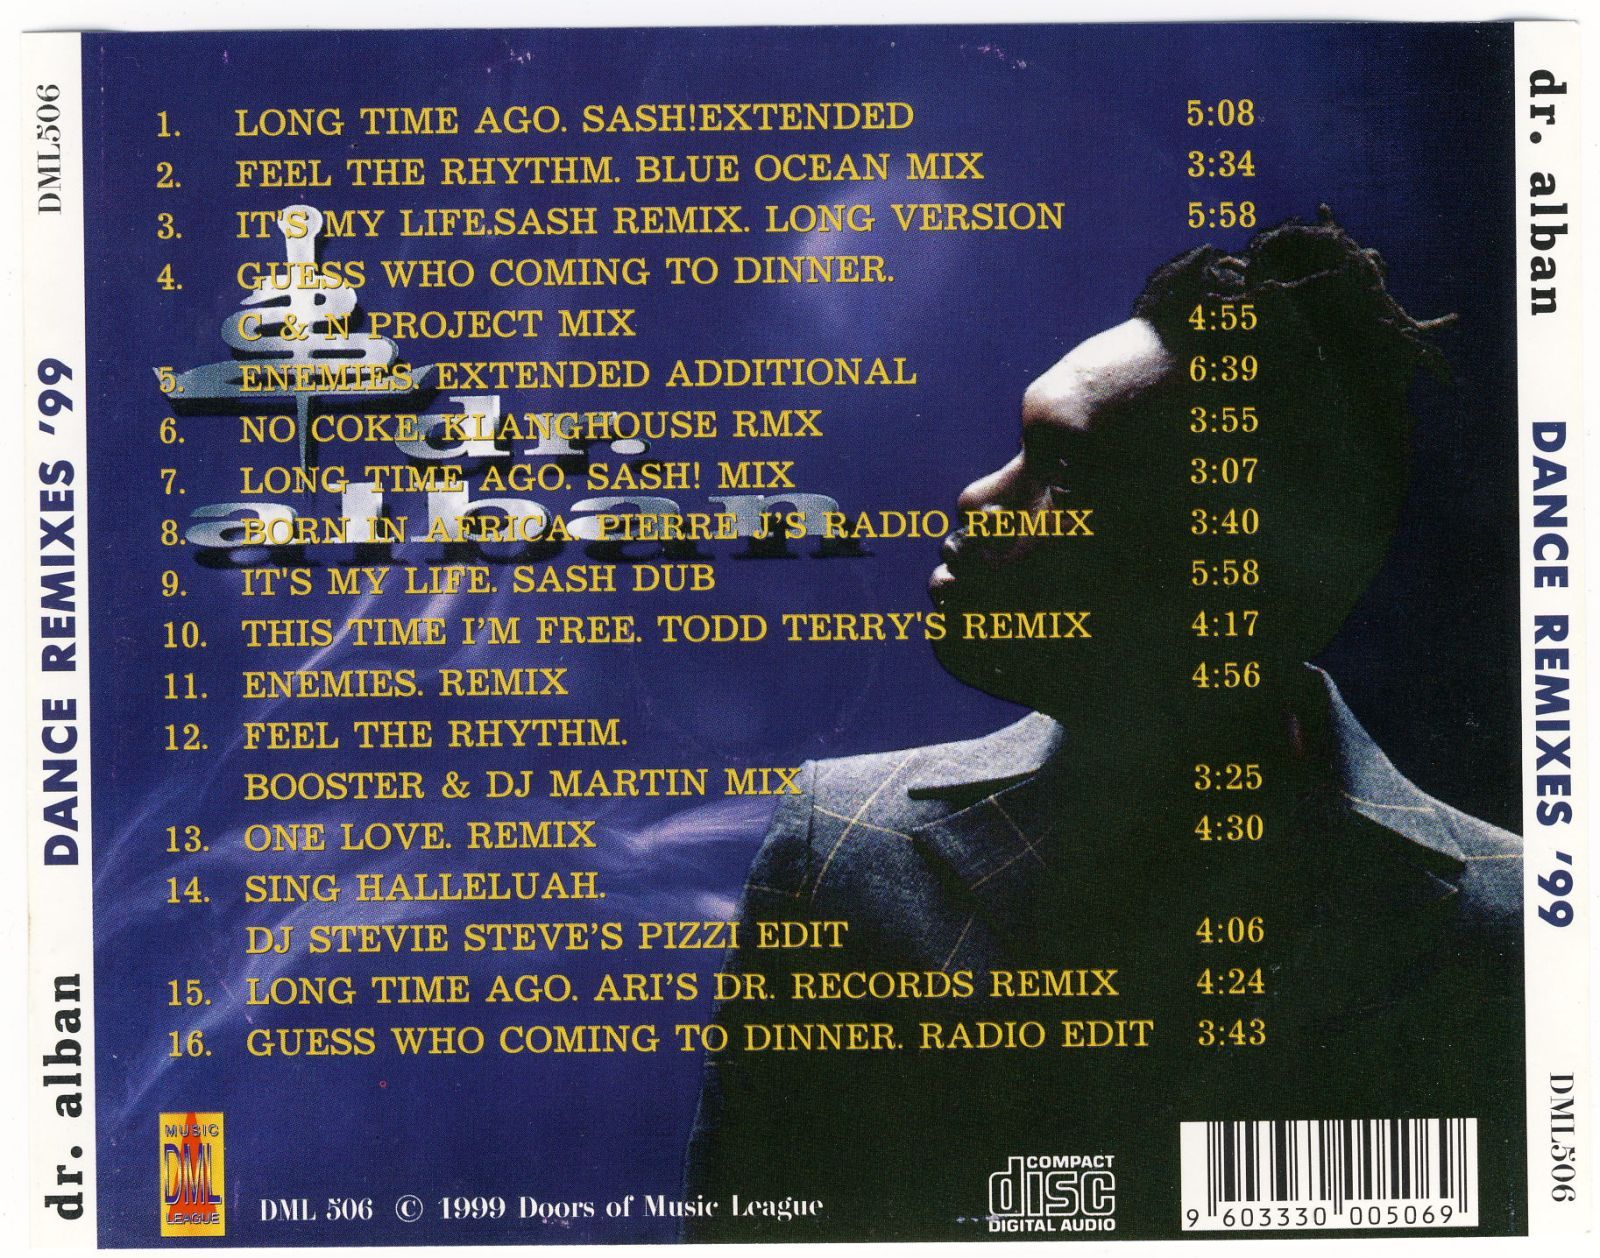 DML506
DANCE REMIXES '99
dr. alban
1. LONG TIME AGO. SASH!EXTENDED 5:08
2. FEEL THE RHYTHM. BLUE OCEAN MIX 3:34
3. IT'S MY LIFE.SASH REMIX. LONG VERSION 5:58
4. GUESS WHO COMING TO DINNER.
C & N PROJECT MIX 4:55
5. ENEMIES. EXTENDED ADDITIONAL 6:39
6. NO COKE. KLANGHOUSE RMX 3:55
7. LONG TIME AGO. SASH! MIX 3:07
8. BORN IN AFRICA. PIERRE J'S RADIO REMIX 3:40
9. IT'S MY LIFE. SASH DUB 5:58
10. THIS TIME I'M FREE. TODD TERRY'S REMIX 4:17
11. ENEMIES. REMIX 4:56
12. FEEL THE RHYTHM.
BOOSTER & DJ MARTIN MIX 3:25
13. ONE LOVE. REMIX 4:30
14. SING HALLELUAH.
DJ STEVIE STEVE'S PIZZI EDIT 4:06
15. LONG TIME AGO. ARI'S DR. RECORDS REMIX 4:24
16. GUESS WHO COMING TO DINNER. RADIO EDIT 3:43
dr.
alban
MUSIC
DML
LEAGUE
DML 506 © 1999 Doors of Music League
COMPACT
disc
DIGITAL AUDIO
9 603330 005069
dr. alban
DANCE REMIXES '99
DML506